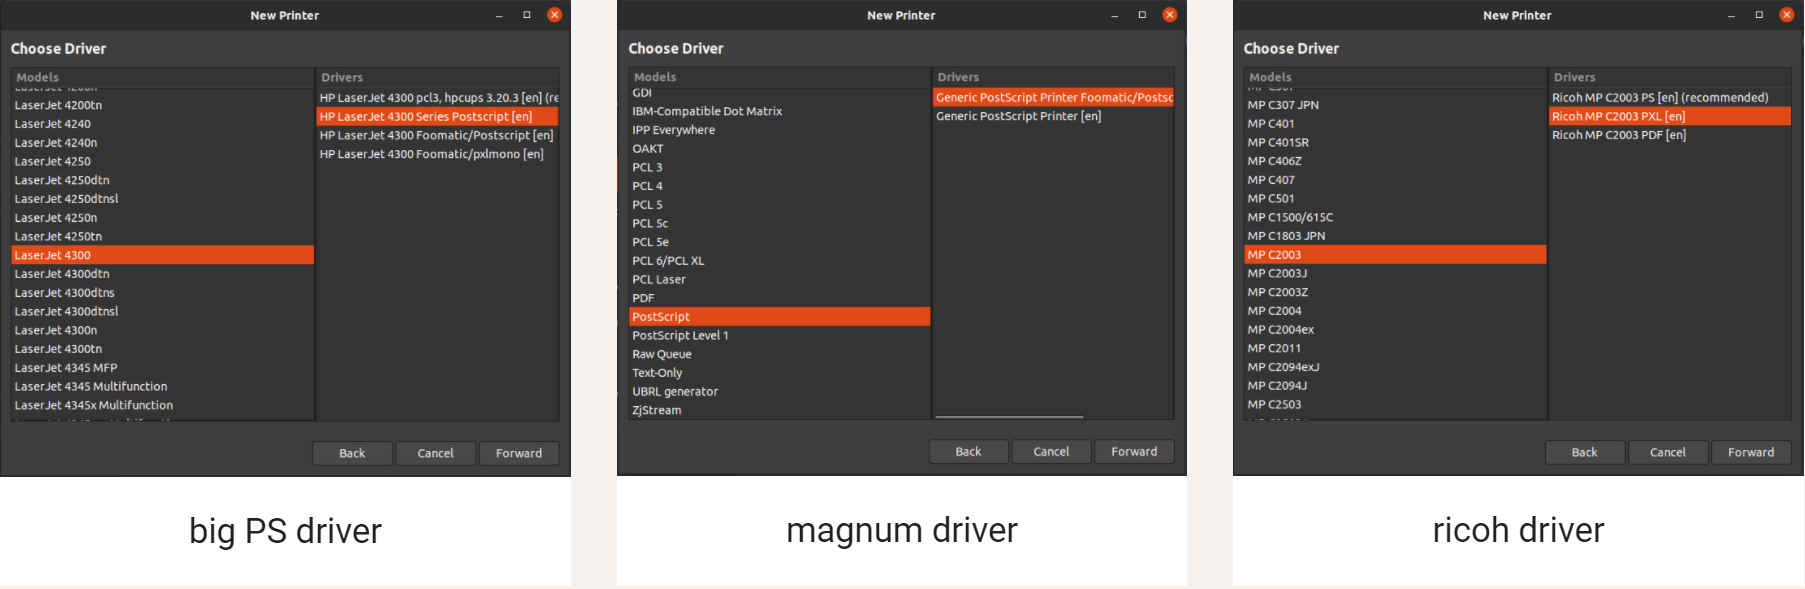 New Printer
Choose Driver
Models
LaserJet 4200tn
LaserJet 4240
LaserJet 4240n
LaserJet 4250
LaserJet 4250dtn
LaserJet 4250dtnsl
LaserJet 4250n
LaserJet 4250tn
LaserJet 4300
LaserJet 4300dtn
LaserJet 4300dtns
LaserJet 4300dtnsl
LaserJet 4300n
LaserJet 4300tn
LaserJet 4345 MFP
LaserJet 4345 Multifunction
LaserJet 4345x Multifunction
Drivers
HP LaserJet 4300 pcl3, hpcups 3.20.3 [en] (re
HP LaserJet 4300 Series Postscript [en]
HP LaserJet 4300 Foomatic/Postscript [en]
HP LaserJet 4300 Foomatic/pxlmono [en]
Back
Cancel
Forward
big PS driver
New Printer
Choose Driver
Models
GDI
IBM-Compatible Dot Matrix
IPP Everywhere
OAKT
PCL 3
PCL 4
PCL 5
PCL 5c
PCL 5e
PCL 6/PCL XL
PCL Laser
PDF
PostScript
PostScript Level 1
Raw Queue
Text-Only
UBRL generator
ZjStream
Drivers
Generic PostScript Printer Foomatic/Postsc
Generic PostScript Printer [en]
Back
Cancel
Forward
magnum driver
New Printer
Choose Driver
Models
MP C307 JPN
MP C401
MP C401SR
MP C406Z
MP C407
MP C501
MP C1500/615C
MP C1803 JPN
MP C2003
MP C2003J
MP C2003Z
MP C2004
MP C2004ex
MP C2011
MP C2094exJ
MP C2094J
MP C2503
Drivers
Ricoh MP C2003 PS [en] (recommended)
Ricoh MP C2003 PXL [en]
Ricoh MP C2003 PDF [en]
Back
Cancel
Forward
ricoh driver